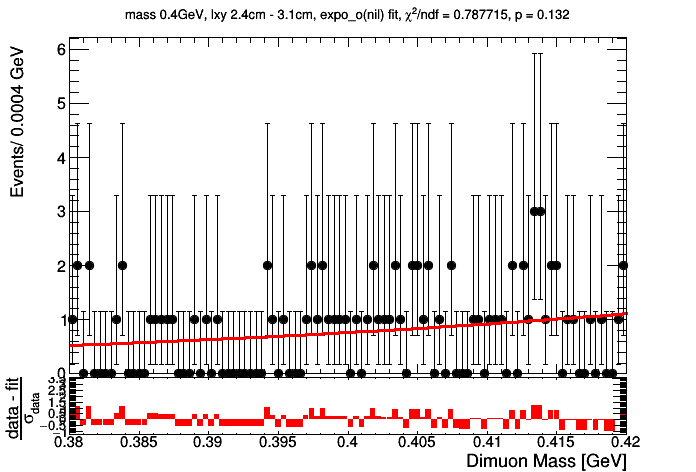 mass 0.4GeV, lxy 2.4cm - 3.1cm, expo_o(nil) fit, χ²/ndf = 0.787715, p = 0.132
Events/ 0.0004 GeV
6
5
4
3
2
1
0
data - fit
σdata
0.38 0.385 0.39 0.395 0.4 0.405 0.41 0.415 0.42
Dimuon Mass [GeV]